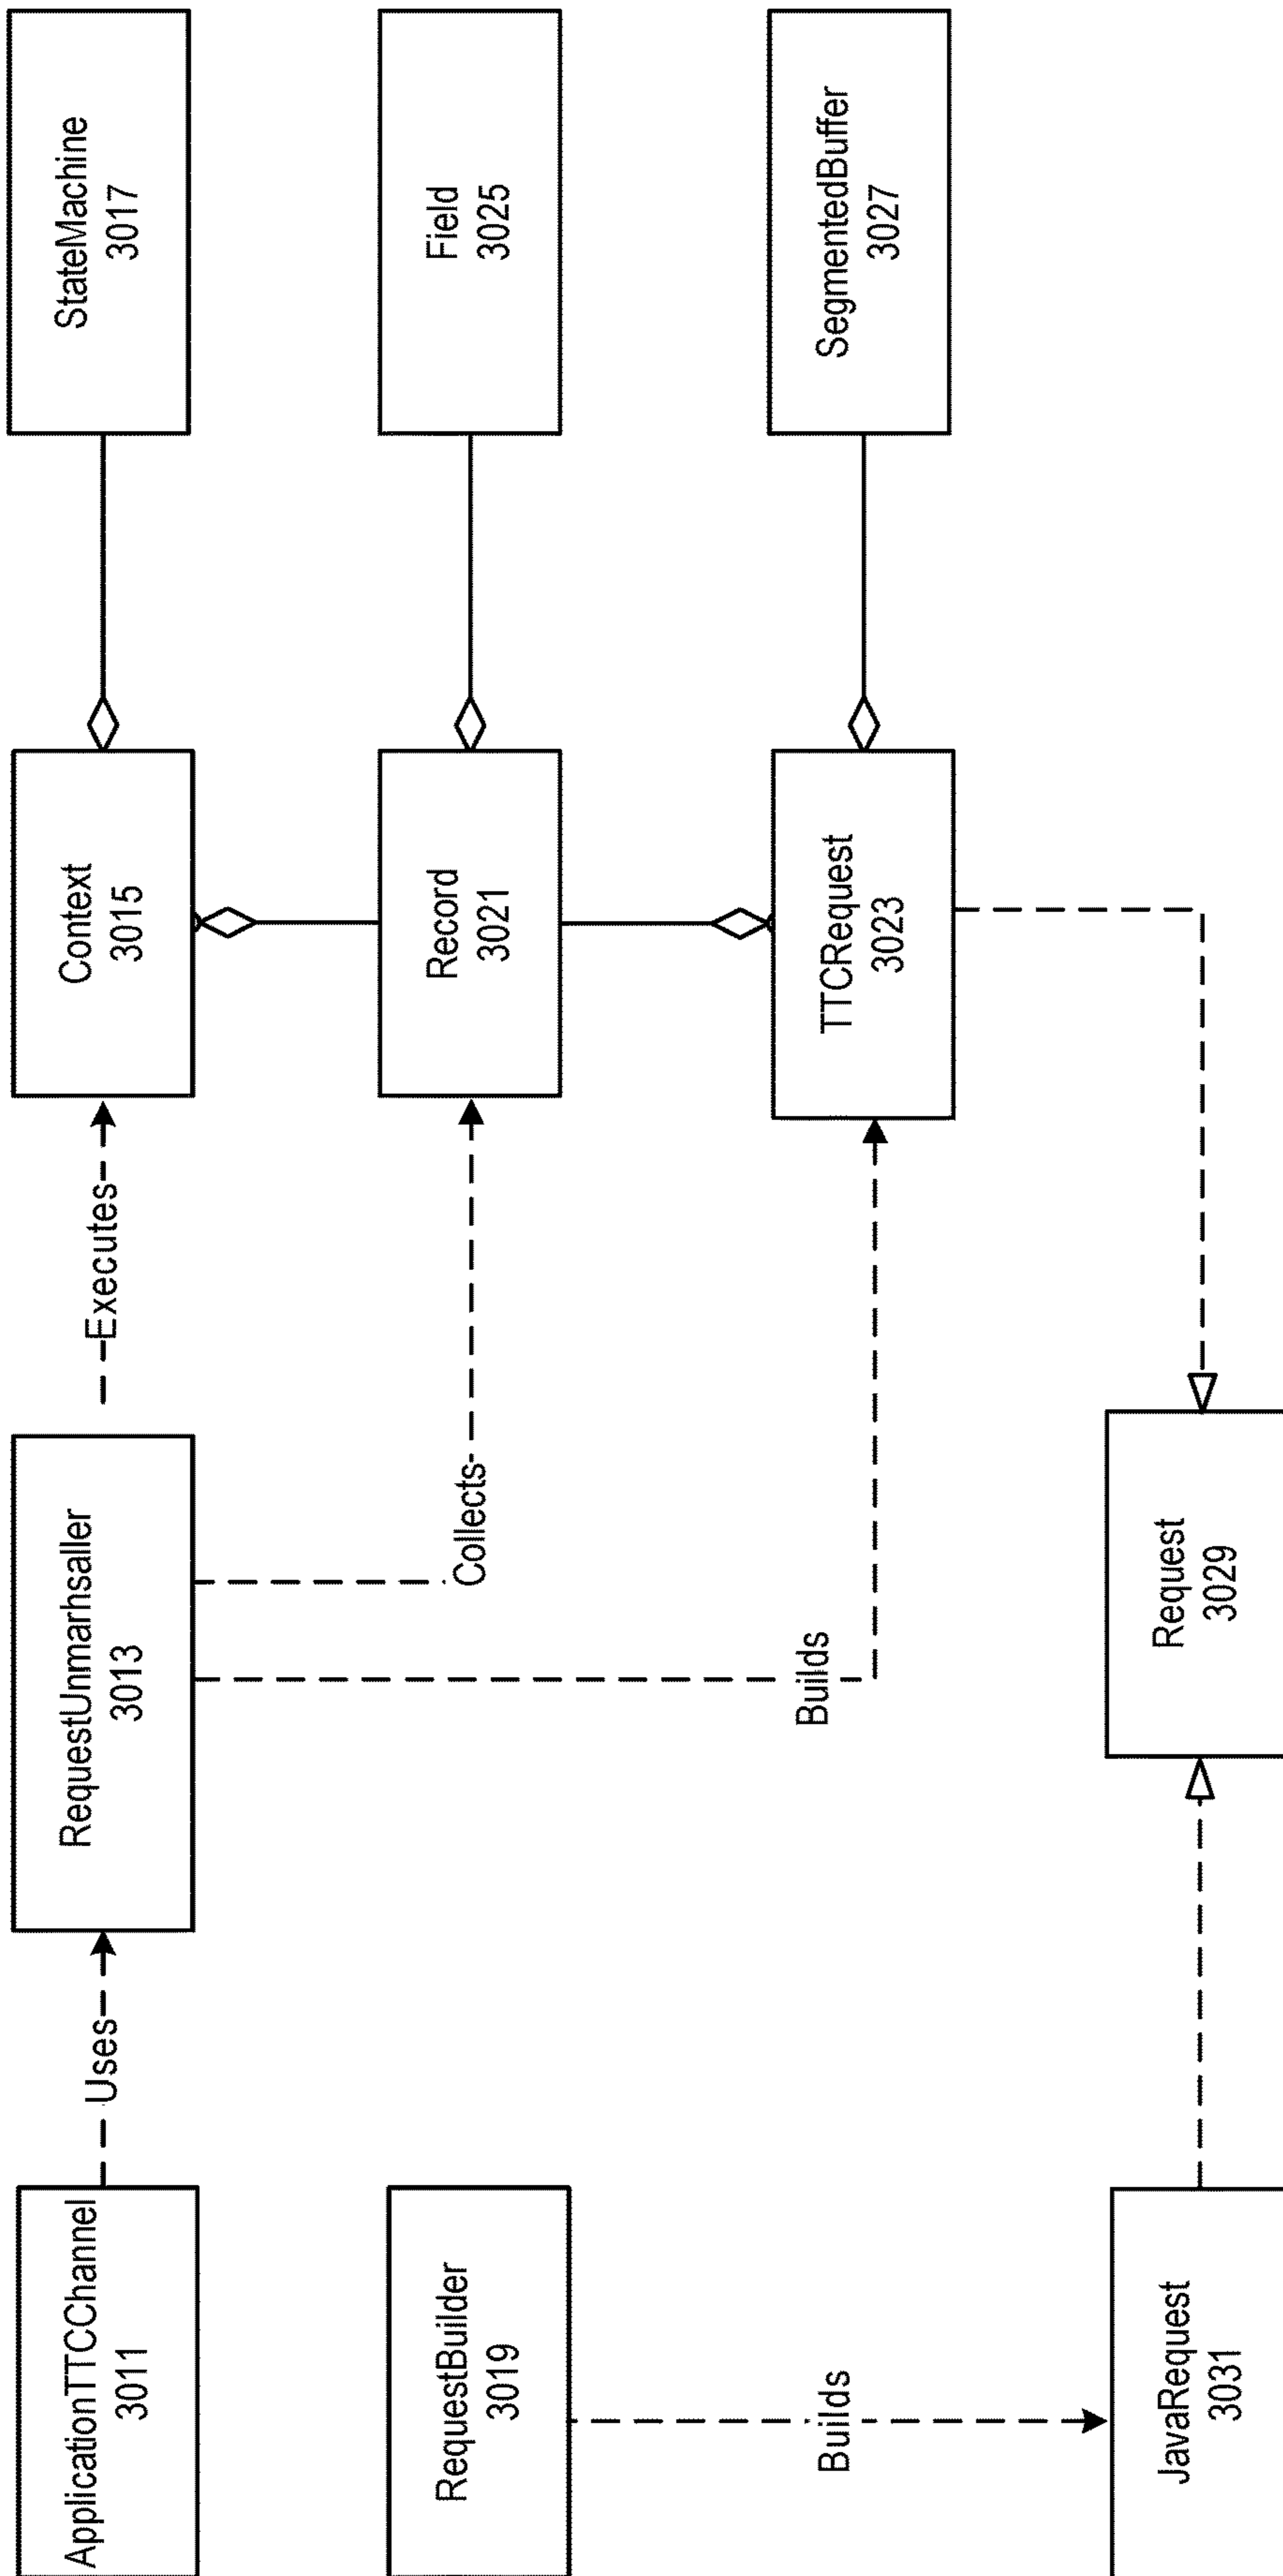 ApplicationTTCChannel
3011
Uses
RequestUnmarhsaller
3013
Executes
Context
3015
StateMachine
3017
RequestBuilder
3019
Collects
Record
3021
Field
3025
Builds
Builds
TTCRequest
3023
SegmentedBuffer
3027
JavaRequest
3031
Request
3029